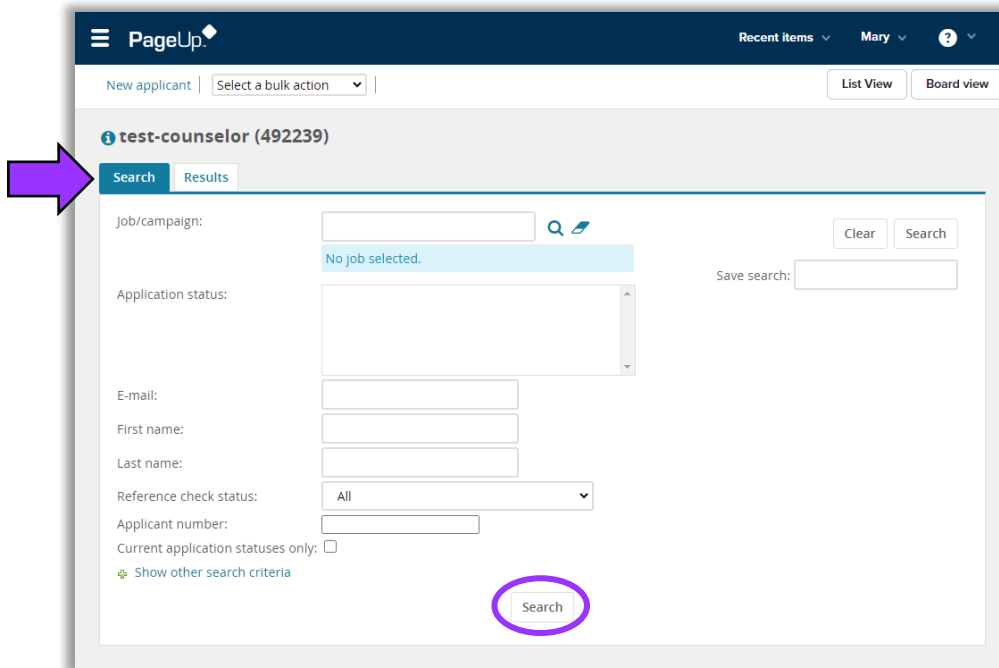 PageUp
Recent items
Mary
?
New applicant
Select a bulk action
List View
Board view
test-counselor (492239)
Search
Results
Job/campaign:
Clear
Search
No job selected.
Save search:
Application status:
E-mail:
First name:
Last name:
Reference check status:
All
Applicant number:
Current application statuses only:
Show other search criteria
Search